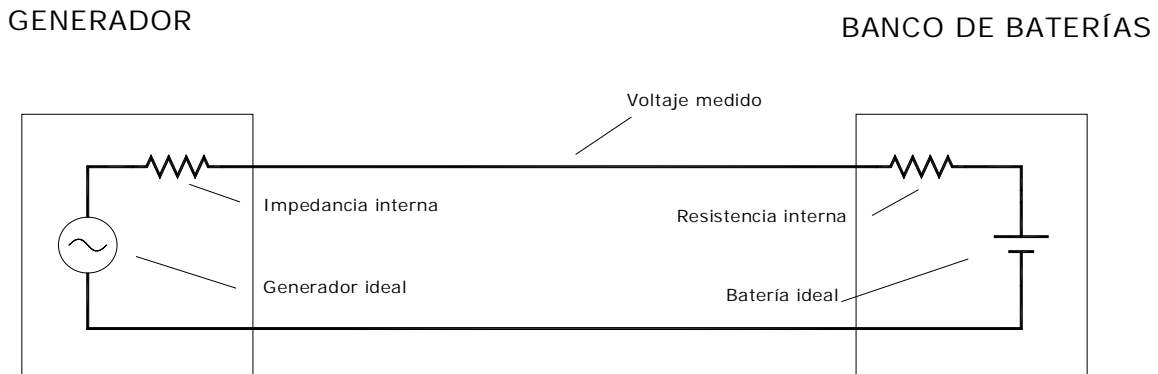 GENERADOR
BANCO DE BATERÍAS
Voltaje medido
Impedancia interna
Resistencia interna
Generador ideal
Batería ideal